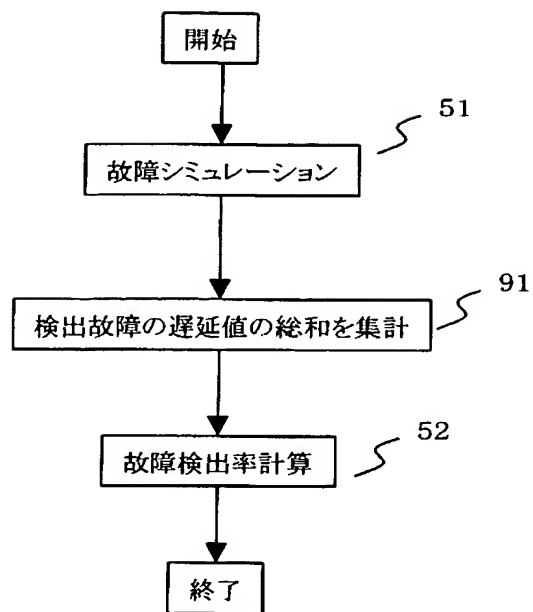 開始
51
故障シミュレーション
91
検出故障の遅延値の総和を集計
52
故障検出率計算
終了